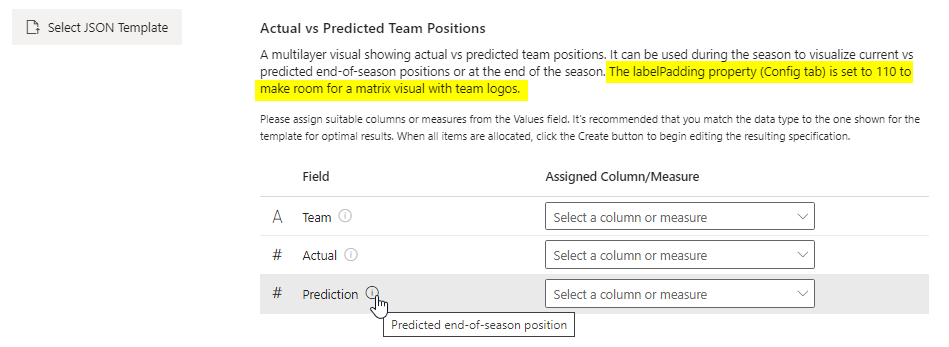 Select JSON Template
Actual vs Predicted Team Positions
A multilayer visual showing actual vs predicted team positions. It can be used during the season to visualize current vs
predicted end-of-season positions or at the end of the season. The labelPadding property (Config tab) is set to 110 to
make room for a matrix visual with team logos.
Please assign suitable columns or measures from the Values field. It's recommended that you match the data type to the one shown for the
template for optimal results. When all items are allocated, click the Create button to begin editing the resulting specification.
Field Assigned Column/Measure
A Team Select a column or measure
# Actual Select a column or measure
# Prediction Select a column or measure
Predicted end-of-season position